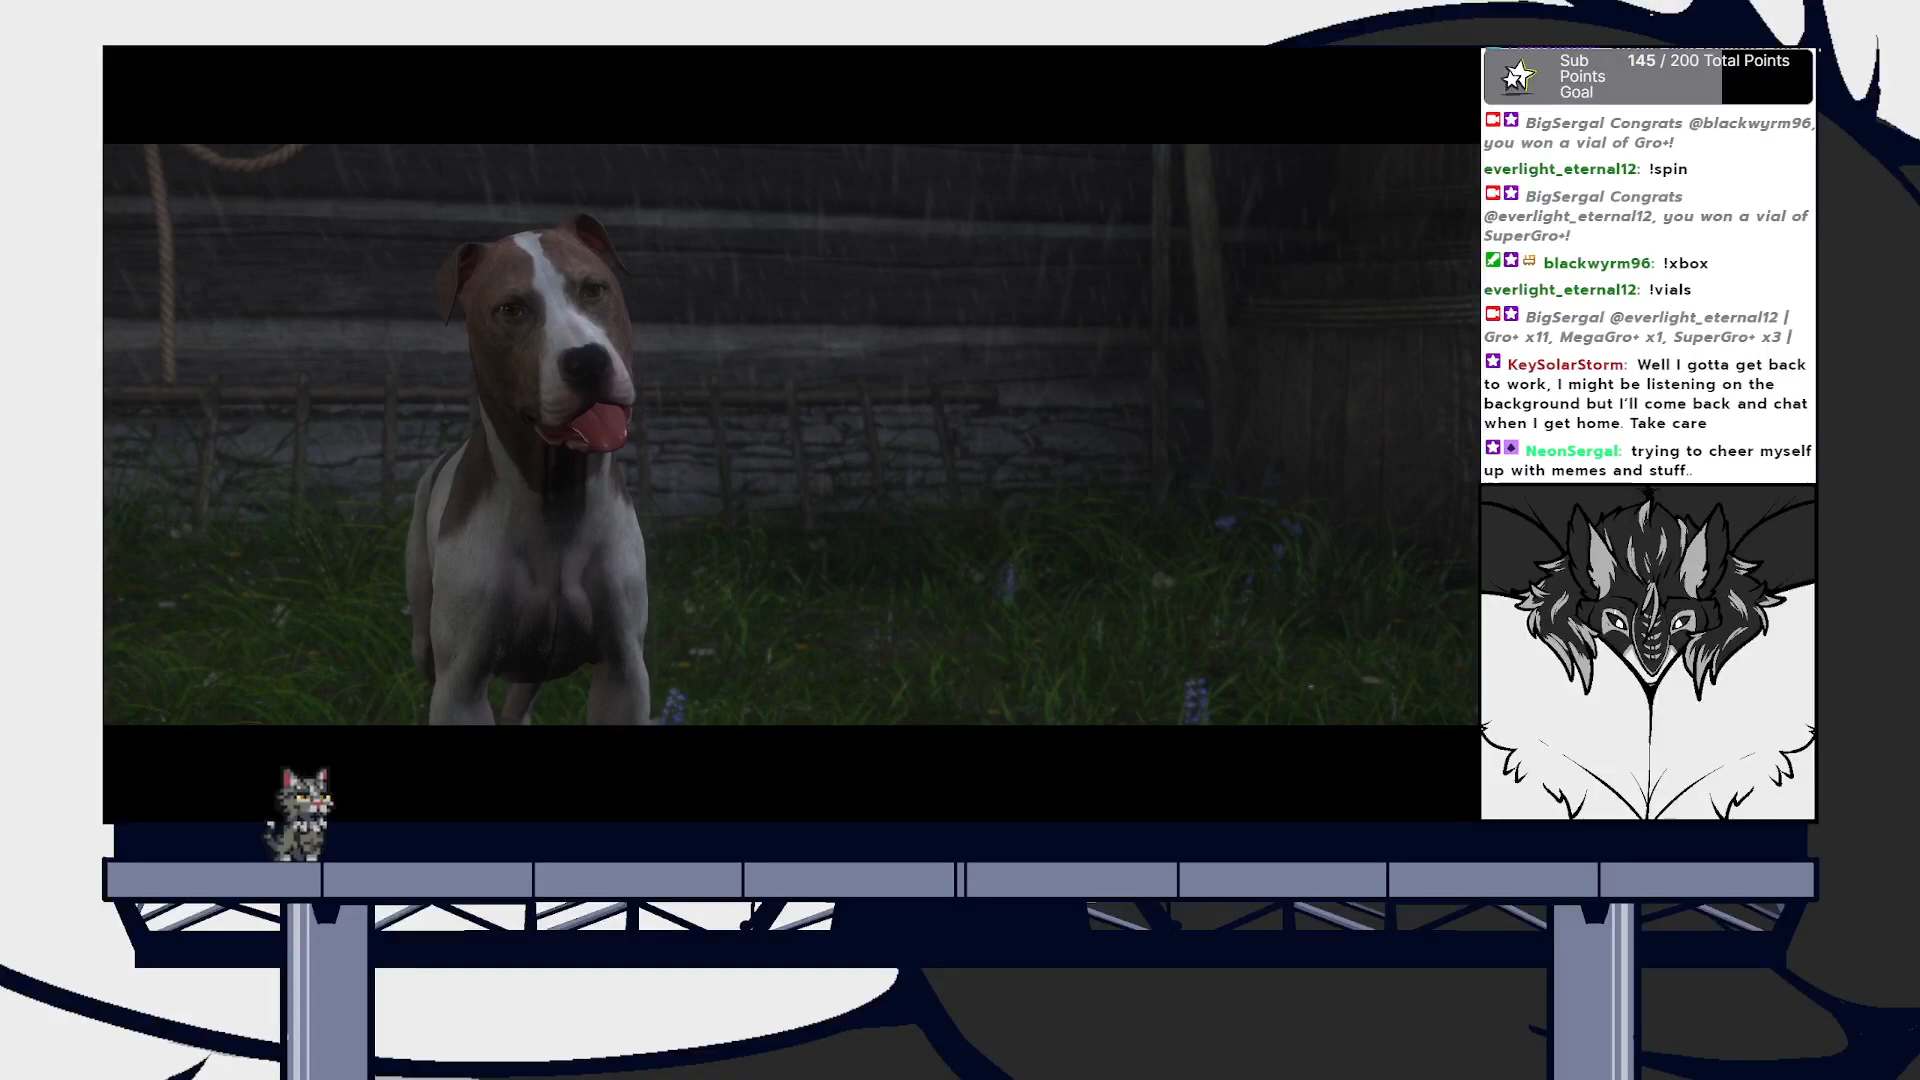 Sub Points Goal
145 / 200 Total Points
BigSergal Congrats @blackwyrm96,
you won a vial of Gro+!
everlight_eternal12: !spin
BigSergal Congrats
@everlight_eternal12, you won a vial of
SuperGro+!
blackwyrm96: !xbox
everlight_eternal12: !vials
BigSergal @everlight_eternal12 |
Gro+ x11, MegaGro+ x1, SuperGro+ x3 |
KeySolarStorm: Well I gotta get back
to work, I might be listening on the
background but I'll come back and chat
when I get home. Take care
NeonSergal: trying to cheer myself
up with memes and stuff..